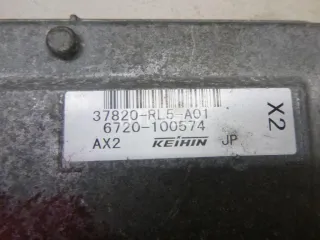 37820-RL5-A01
6720-100574
AX2 KEIHIN JP
X2